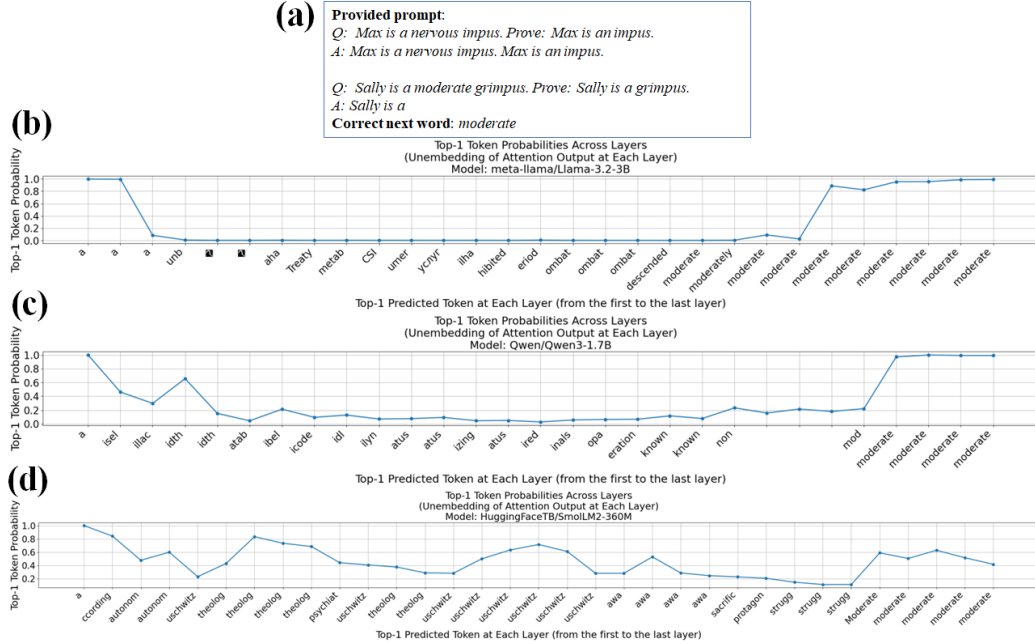 (a)
Provided prompt:
Q: Max is a nervous impus. Prove: Max is an impus.
A: Max is a nervous impus. Max is an impus.
Q: Sally is a moderate grimpus. Prove: Sally is a grimpus.
A: Sally is a
Correct next word: moderate
(b)
Top-1 Token Probabilities Across Layers
(Unembedding of Attention Output at Each Layer)
Model: meta-llama/Llama-3.2-3B
Top-1 Token Probability
1.0
0.8
0.6
0.4
0.2
0.0
a a a unb aha Treaty metab CSI umer ycnyr ilha hibited eriod ombat ombat ombat descended moderate moderately moderate moderate moderate moderate moderate moderate moderate moderate
Top-1 Predicted Token at Each Layer (from the first to the last layer)
(c)
Top-1 Token Probabilities Across Layers
(Unembedding of Attention Output at Each Layer)
Model: Qwen/Qwen3-1.7B
Top-1 Token Probability
1.0
0.8
0.6
0.4
0.2
0.0
a isel illac idth idth atab ibel icode idl ilyn atus atus izing atus ired inals opa eration known known non mod moderate moderate moderate moderate
Top-1 Predicted Token at Each Layer (from the first to the last layer)
(d)
Top-1 Token Probabilities Across Layers
(Unembedding of Attention Output at Each Layer)
Model: HuggingFaceTB/SmolLM2-360M
Top-1 Token Probability
1.0
0.8
0.6
0.4
0.2
a ccording autonom autonom uschwitz theolog theolog theolog theolog psychiat uschwitz theolog theolog uschwitz uschwitz uschwitz uschwitz uschwitz uschwitz awa awa awa awa sacrific protagon strugg strugg strugg Moderate moderate moderate moderate moderate
Top-1 Predicted Token at Each Layer (from the first to the last layer)